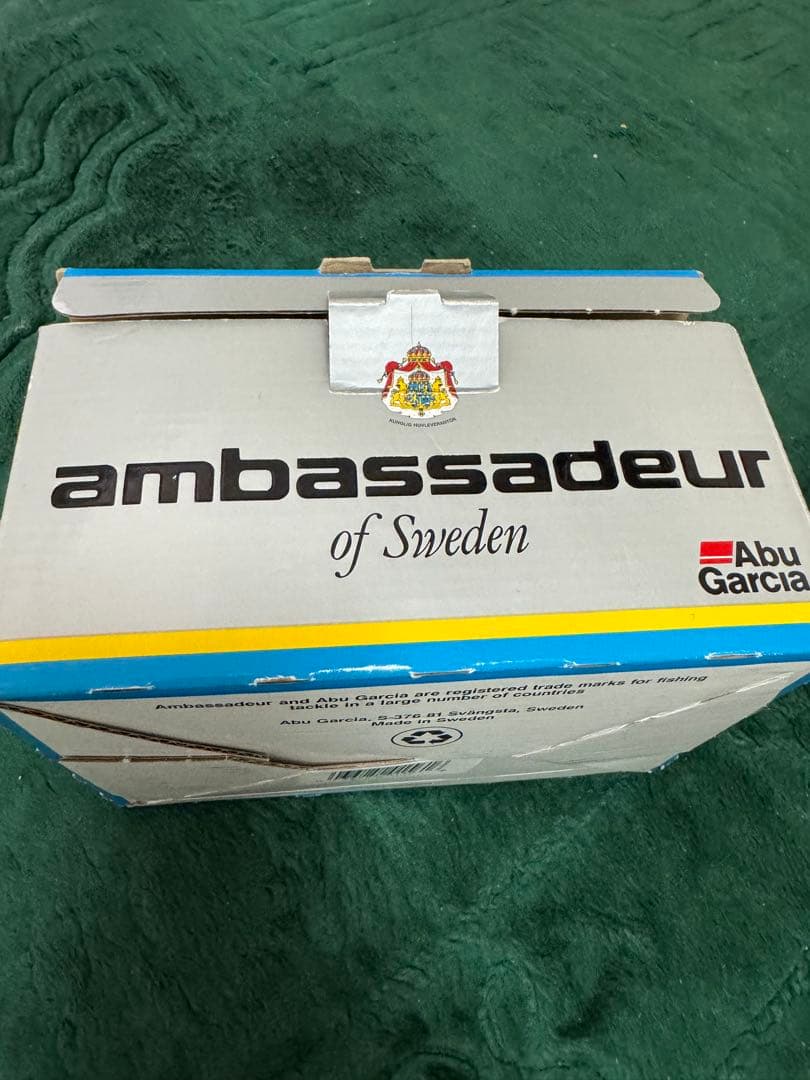 KUNGLIG HOVLEVERANTÖR
ambassadeur
of Sweden
Abu
Garcia
Ambassadeur and Abu Garcia are registered trade marks for fishing
tackle in a large number of countries
Abu Garcia, S-376 81 Svängsta, Sweden
Made in Sweden